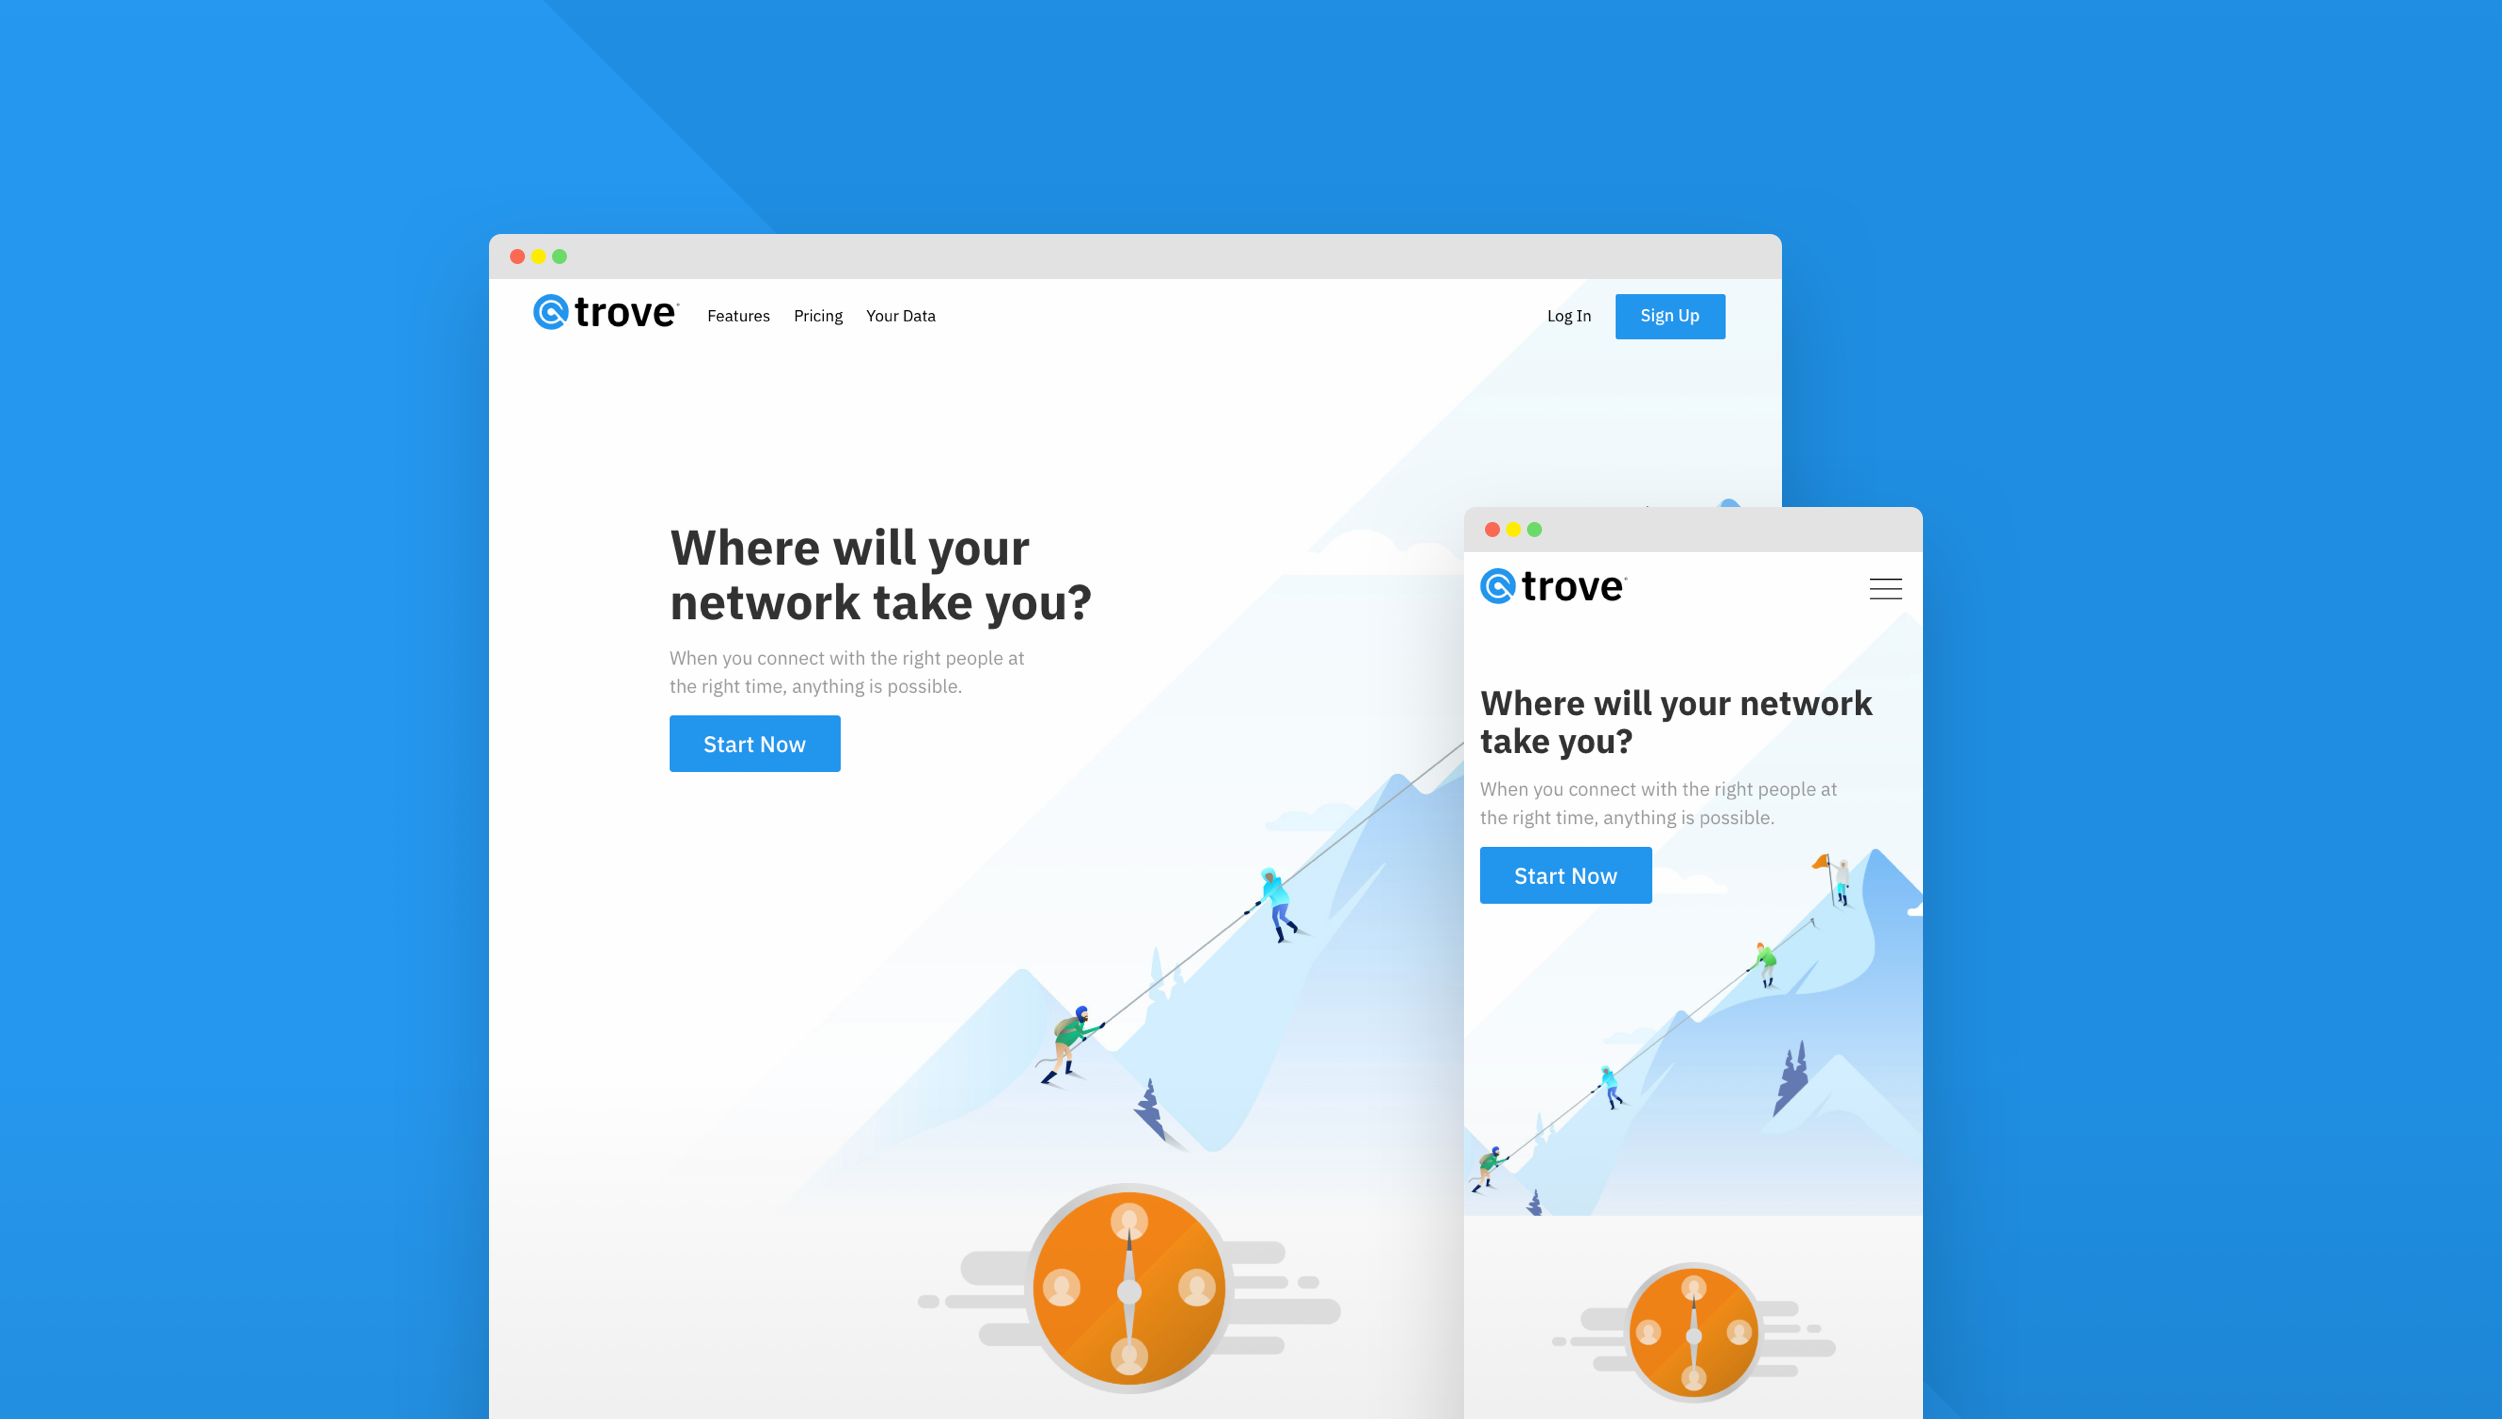 trove
Features
Pricing
Your Data
Log In
Sign Up
Where will your
network take you?
When you connect with the right people at
the right time, anything is possible.
Start Now
trove
Where will your network
take you?
When you connect with the right people at
the right time, anything is possible.
Start Now